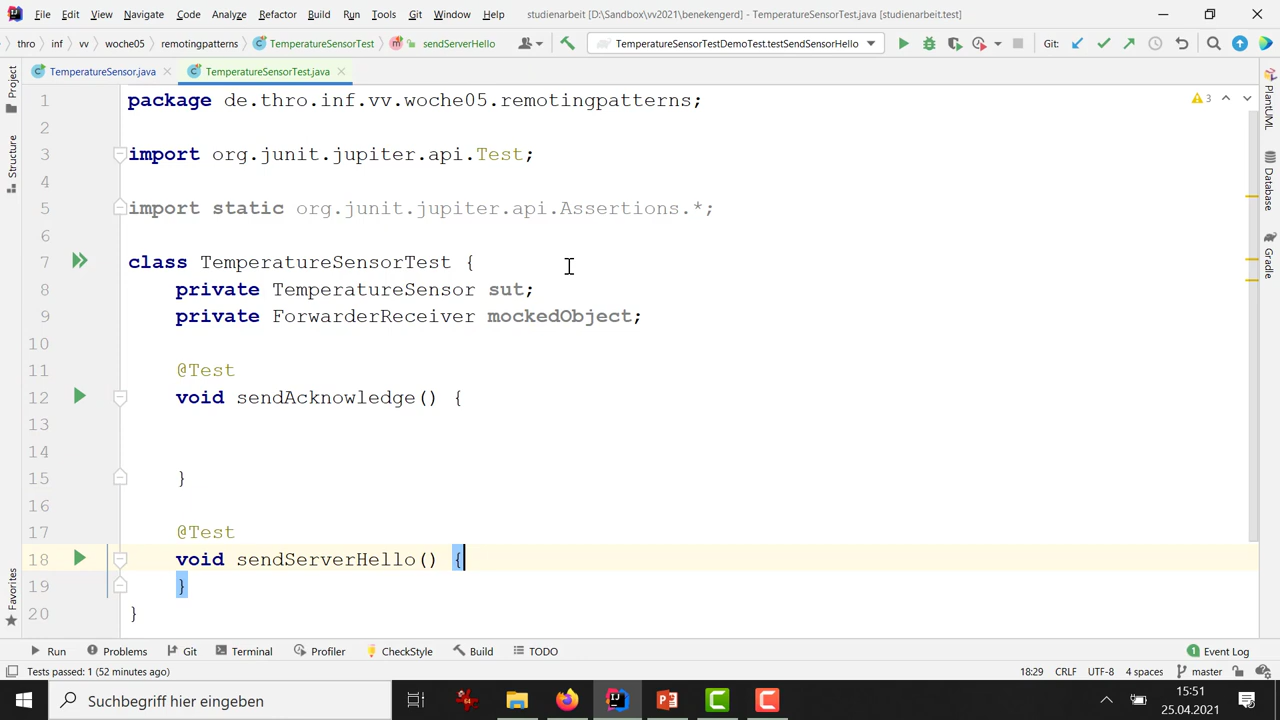 File Edit View Navigate Code Analyze Refactor Build Run Tools Git Window Help studienarbeit [D:\Sandbox\vv2021\benekengerd] - TemperatureSensorTest.java [studienarbeit.test]
thro inf vv woche05 remotingpatterns TemperatureSensorTest sendServerHello TemperatureSensorTestDemoTest.testSendSensorHello Git:
TemperatureSensor.java TemperatureSensorTest.java
Project
Structure
Favorites
PlantUML
Database
Gradle
3
1 package de.thro.inf.vv.woche05.remotingpatterns;
2
3 import org.junit.jupiter.api.Test;
4
5 import static org.junit.jupiter.api.Assertions.*;
6
7 class TemperatureSensorTest {
8 private TemperatureSensor sut;
9 private ForwarderReceiver mockedObject;
10
11 @Test
12 void sendAcknowledge() {
13
14
15 }
16
17 @Test
18 void sendServerHello() {
19 }
20 }
Run Problems Git Terminal Profiler CheckStyle Build TODO 1 Event Log
Tests passed: 1 (52 minutes ago) 18:29 CRLF UTF-8 4 spaces master
Suchbegriff hier eingeben
15:51
25.04.2021